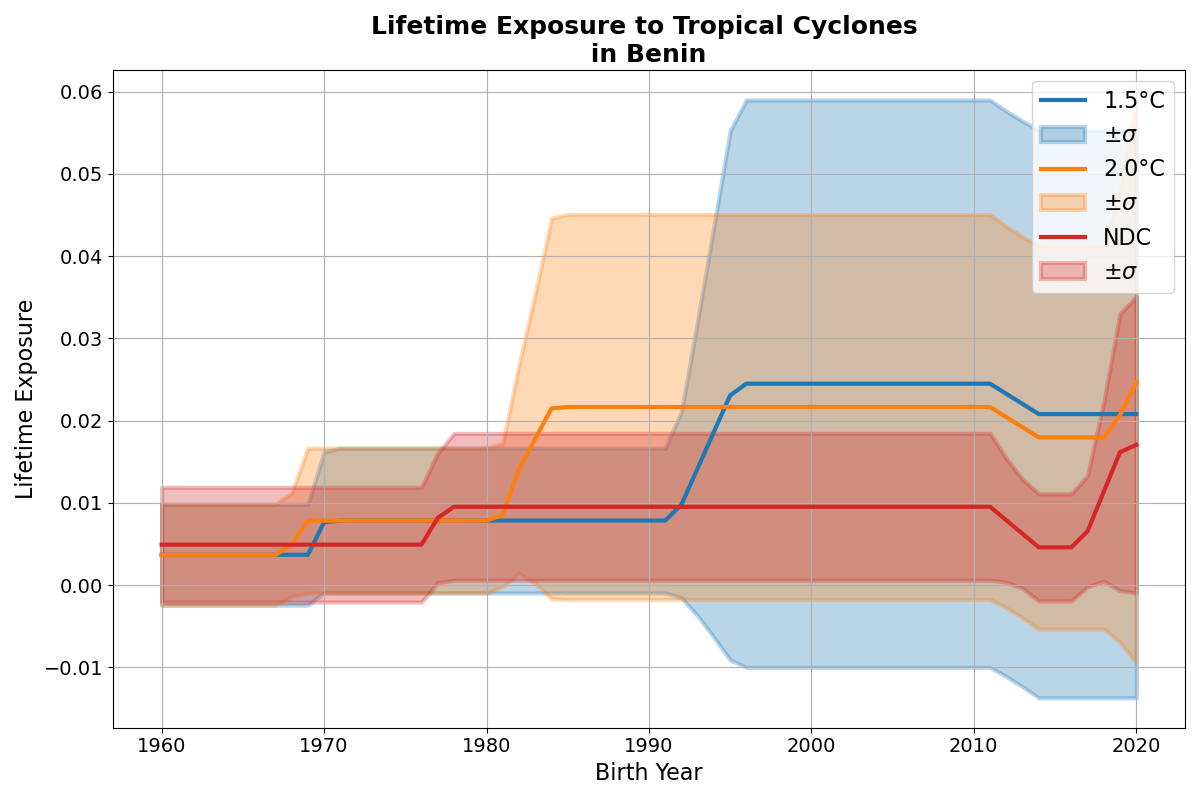 Lifetime Exposure to Tropical Cyclones
in Benin
1.5°C
±σ
2.0°C
±σ
NDC
±σ
Lifetime Exposure
0.06
0.05
0.04
0.03
0.02
0.01
0.00
−0.01
1960
1970
1980
1990
2000
2010
2020
Birth Year